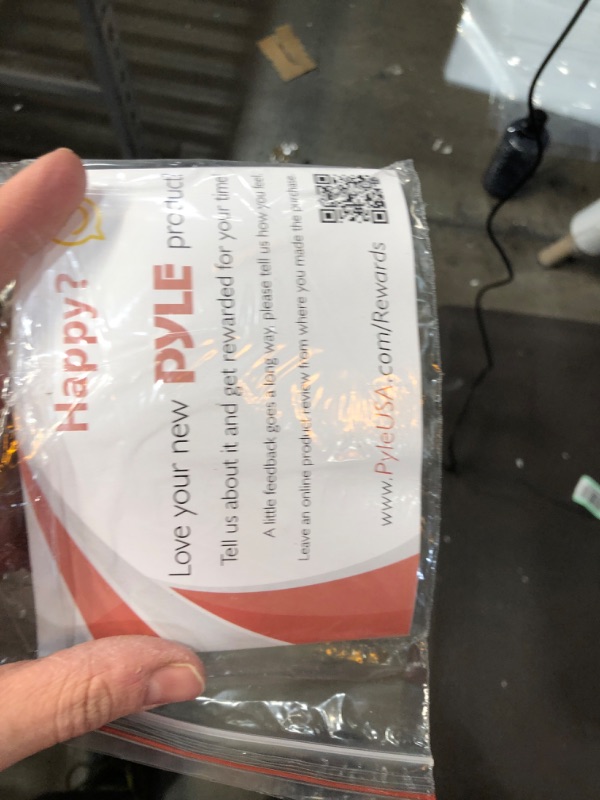 Happy?
Love your new PYLE product
Tell us about it and get rewarded for your time
A little feedback goes a long way, please tell us how you feel
Leave an online product review from where you made the purchase
www.PyleUSA.com/Rewards